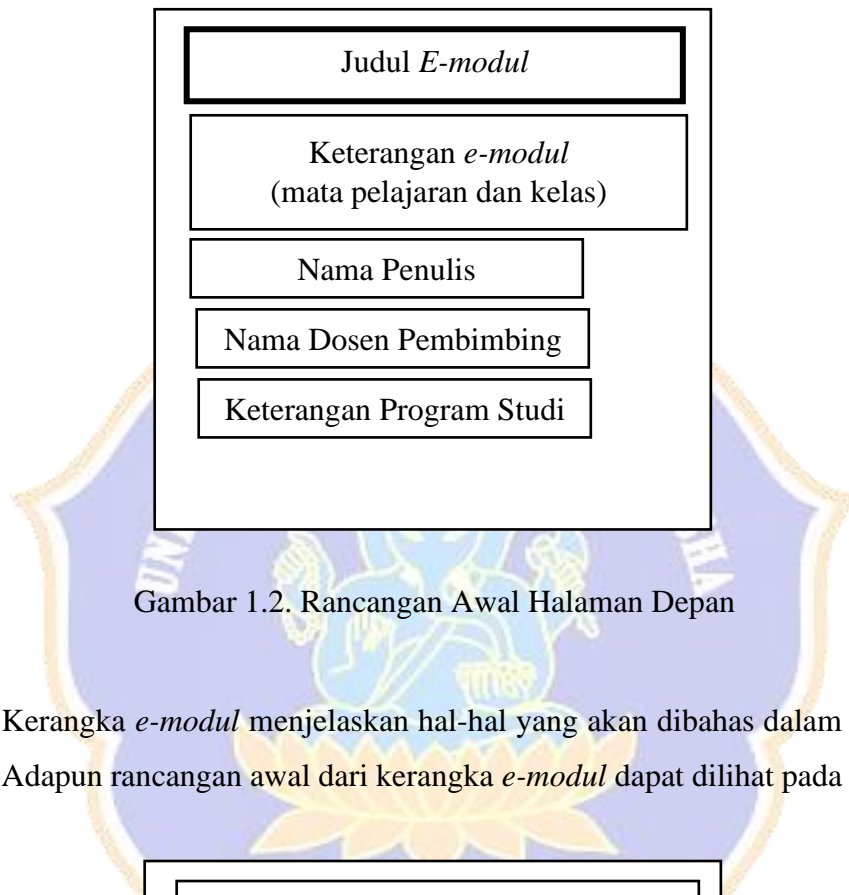 Judul E-modul
Keterangan e-modul
(mata pelajaran dan kelas)
Nama Penulis
Nama Dosen Pembimbing
Keterangan Program Studi
Gambar 1.2. Rancangan Awal Halaman Depan
Kerangka e-modul menjelaskan hal-hal yang akan dibahas dalam
Adapun rancangan awal dari kerangka e-modul dapat dilihat pada